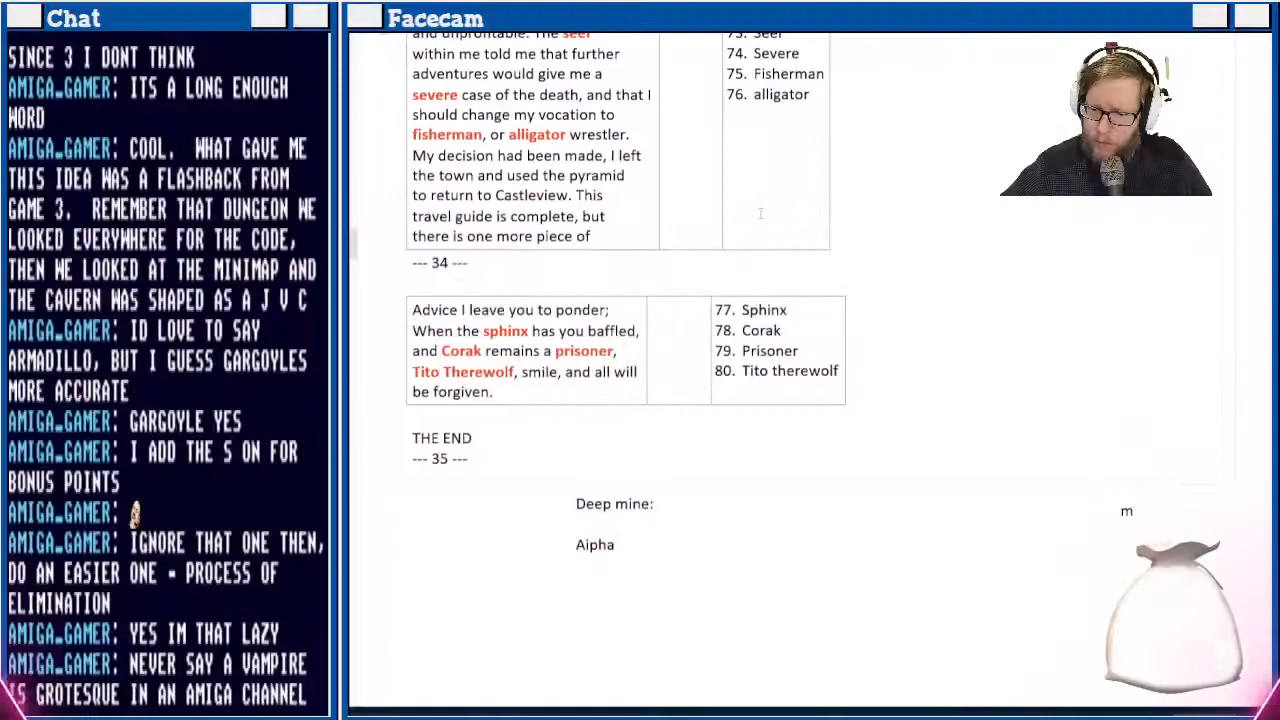 Chat
SINCE 3 I DONT THINK
AMIGA_GAMER: ITS A LONG ENOUGH
WORD
AMIGA_GAMER: COOL. WHAT GAVE ME
THIS IDEA WAS A FLASHBACK FROM
GAME 3. REMEMBER THAT DUNGEON WE
LOOKED EVERYWHERE FOR THE CODE,
THEN WE LOOKED AT THE MINIMAP AND
THE CAVERN WAS SHAPED AS A J V C
AMIGA_GAMER: ID LOVE TO SAY
ARMADILLO, BUT I GUESS GARGOYLES
MORE ACCURATE
AMIGA_GAMER: GARGOYLE YES
AMIGA_GAMER: I ADD THE S ON FOR
BONUS POINTS
AMIGA_GAMER:
AMIGA_GAMER: IGNORE THAT ONE THEN,
DO AN EASIER ONE - PROCESS OF
ELIMINATION
AMIGA_GAMER: YES IM THAT LAZY
AMIGA_GAMER: NEVER SAY A VAMPIRE
IS GROTESQUE IN AN AMIGA CHANNEL
Facecam
and unprofitable. The seer
within me told me that further
adventures would give me a
severe case of the death, and that I
should change my vocation to
fisherman, or alligator wrestler.
My decision had been made, I left
the town and used the pyramid
to return to Castleview. This
travel guide is complete, but
there is one more piece of
73. Seer
74. Severe
75. Fisherman
76. alligator
--- 34 ---
Advice I leave you to ponder;
When the sphinx has you baffled,
and Corak remains a prisoner,
Tito Therewolf, smile, and all will
be forgiven.
77. Sphinx
78. Corak
79. Prisoner
80. Tito therewolf
THE END
--- 35 ---
Deep mine:
Aipha
m